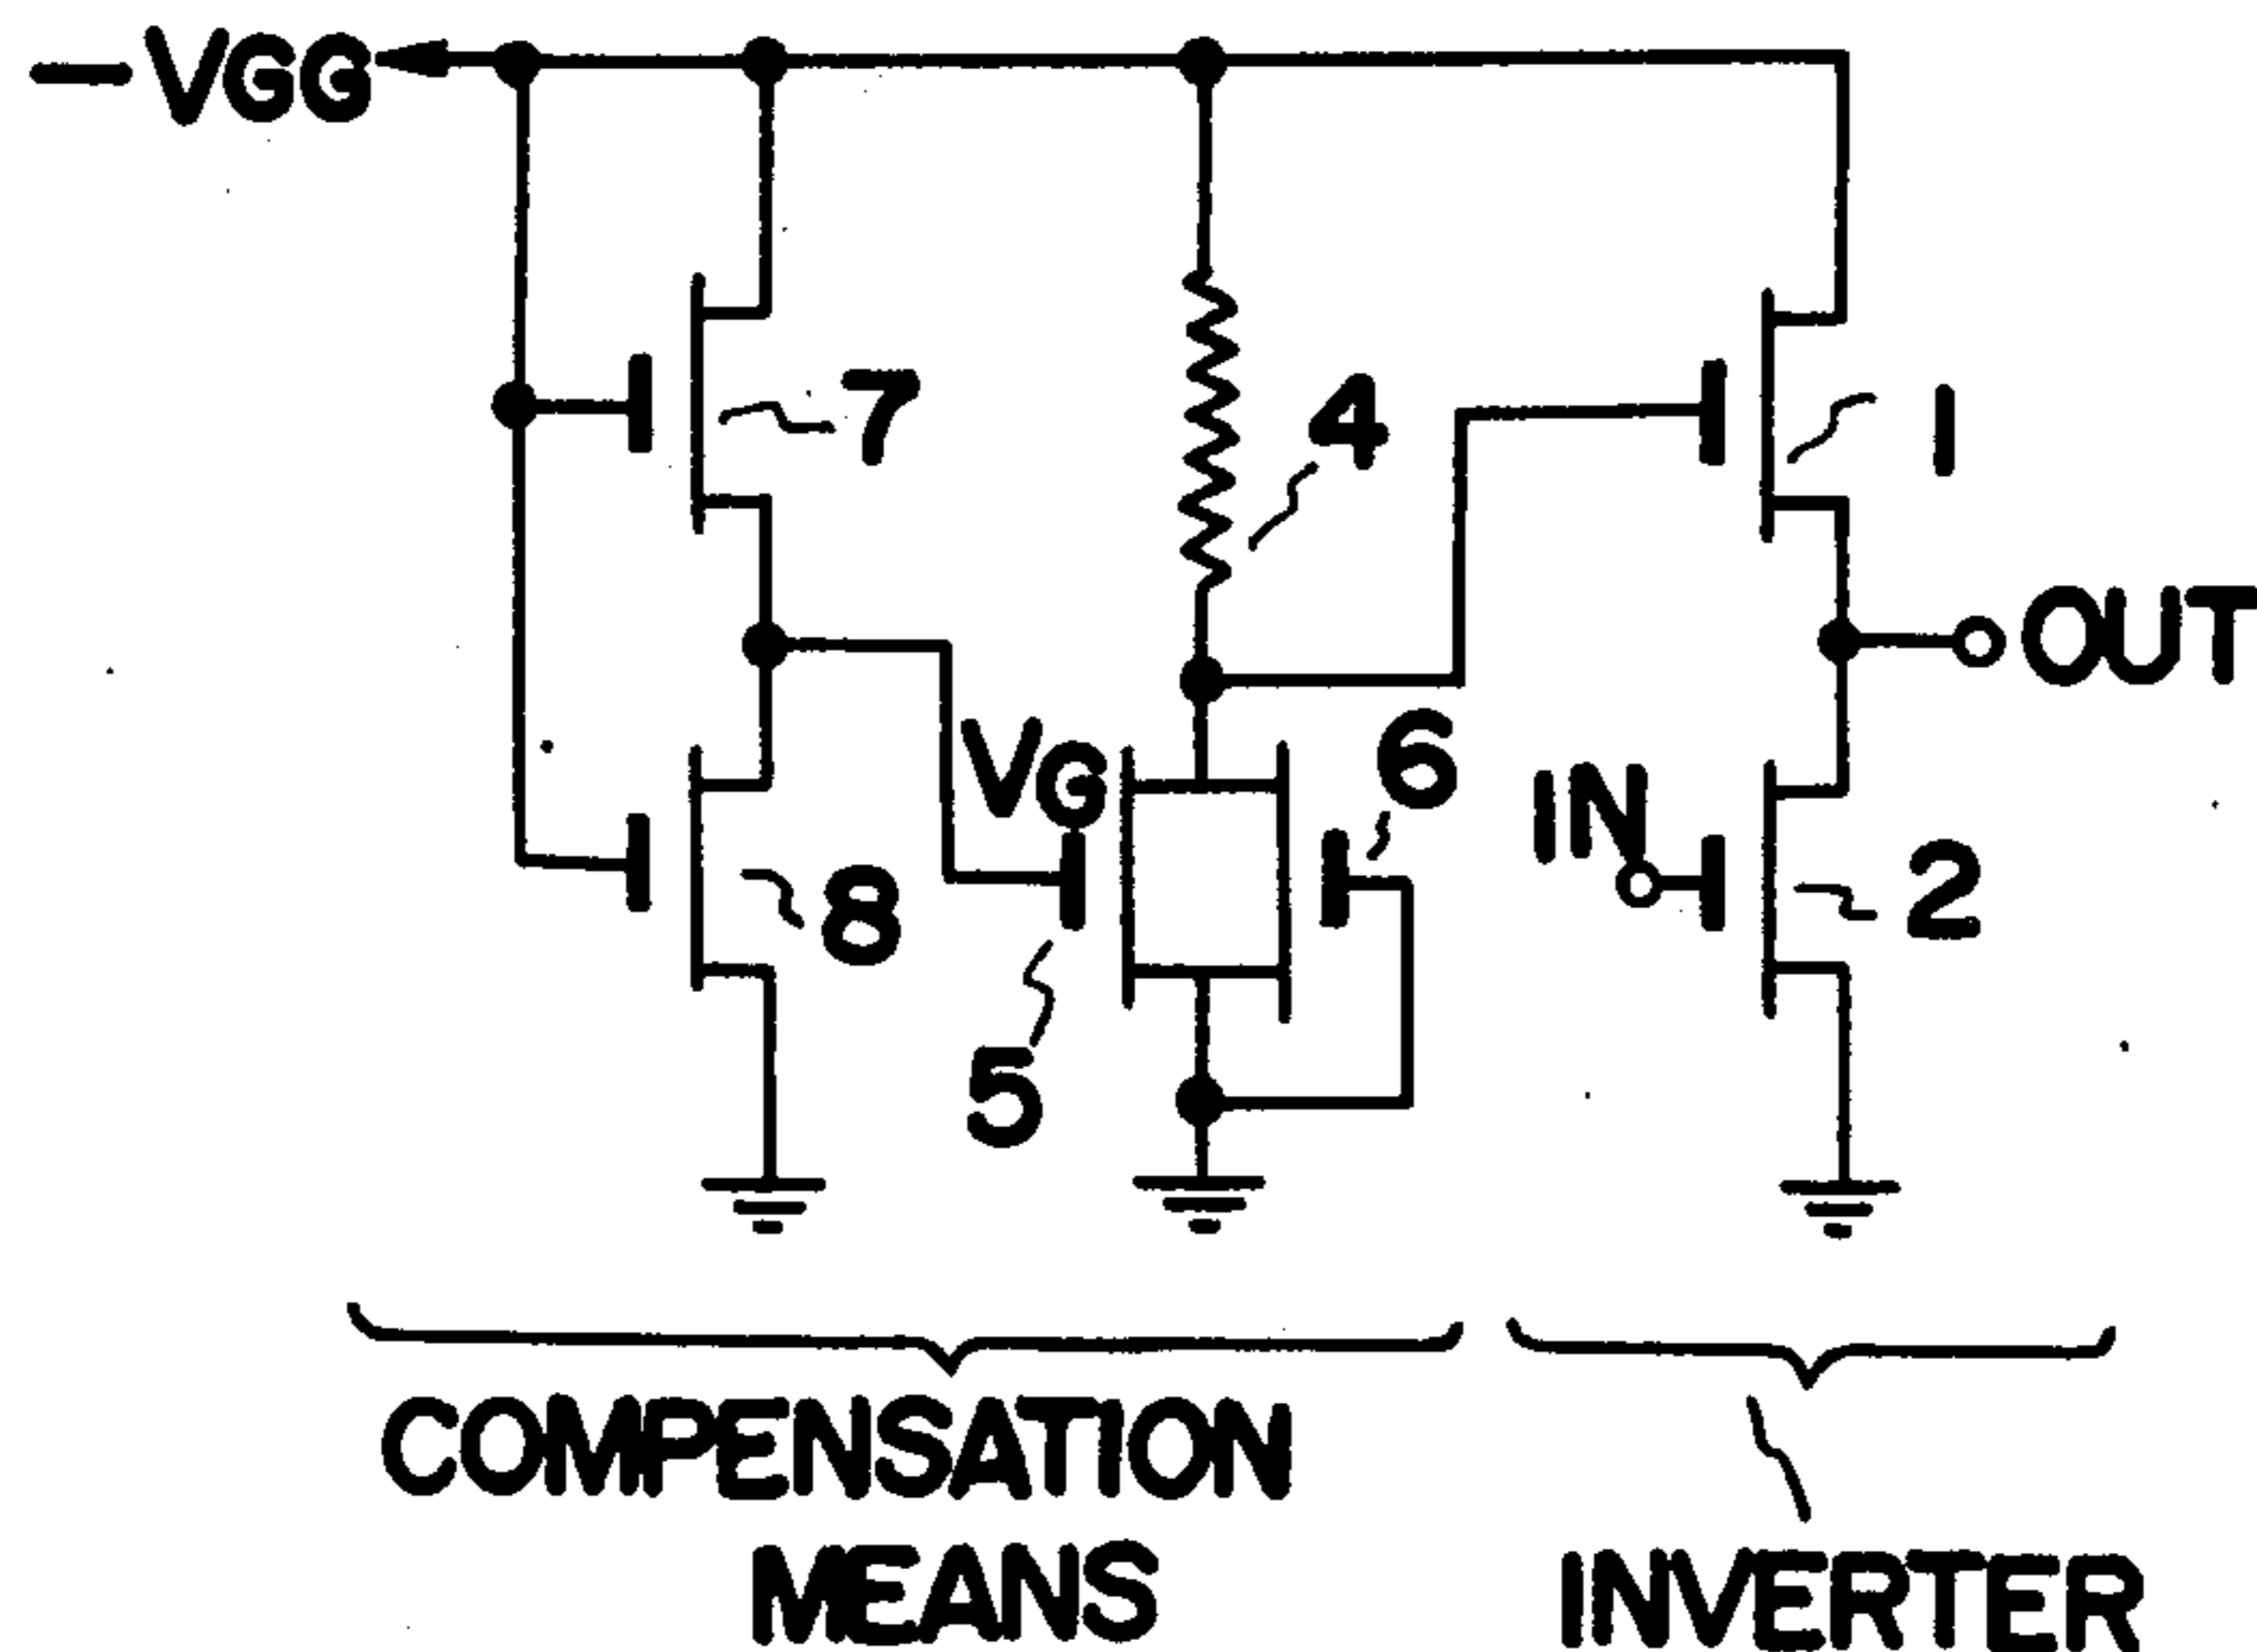 −VGG
7
4
1
OUT
VG
6
IN
8
2
5
COMPENSATION
MEANS
INVERTER